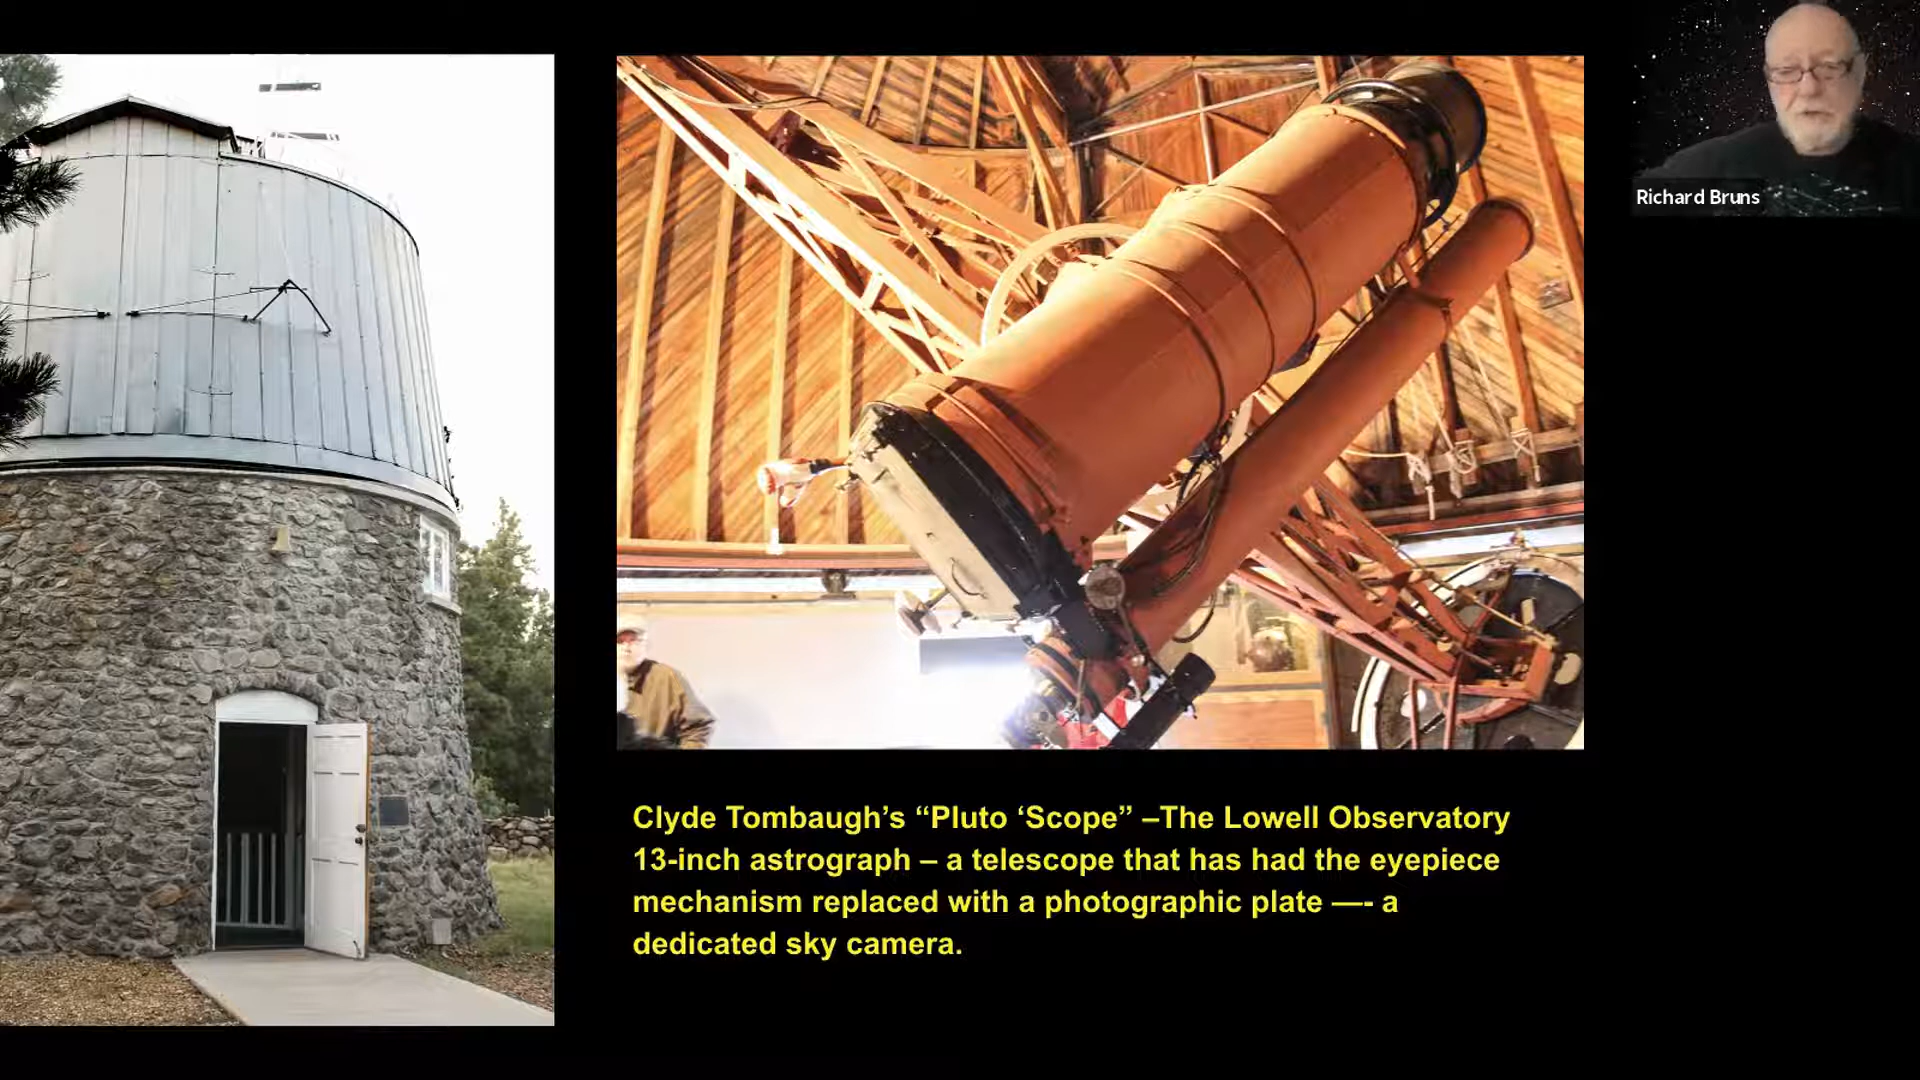 Richard Bruns
Clyde Tombaugh’s “Pluto ‘Scope” –The Lowell Observatory
13-inch astrograph – a telescope that has had the eyepiece
mechanism replaced with a photographic plate —- a
dedicated sky camera.